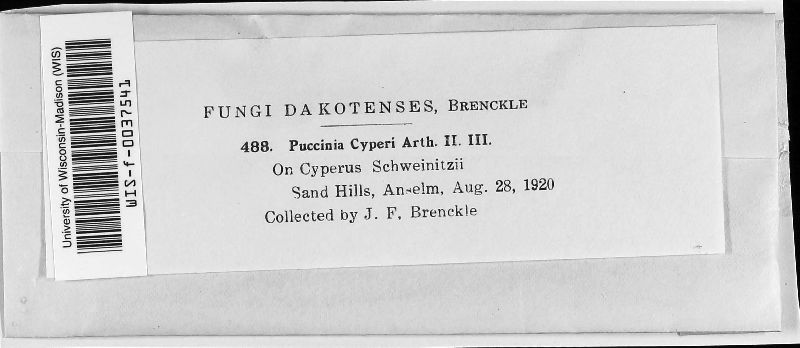 FUNGI DAKOTENSES, BRENCKLE
488. Puccinia Cyperi Arth. II. III.
On Cyperus Schweinitzii
Sand Hills, Anselm, Aug. 28, 1920
Collected by J. F. Brenckle
University of Wisconsin-Madison (WIS)
WIS-f-0037541